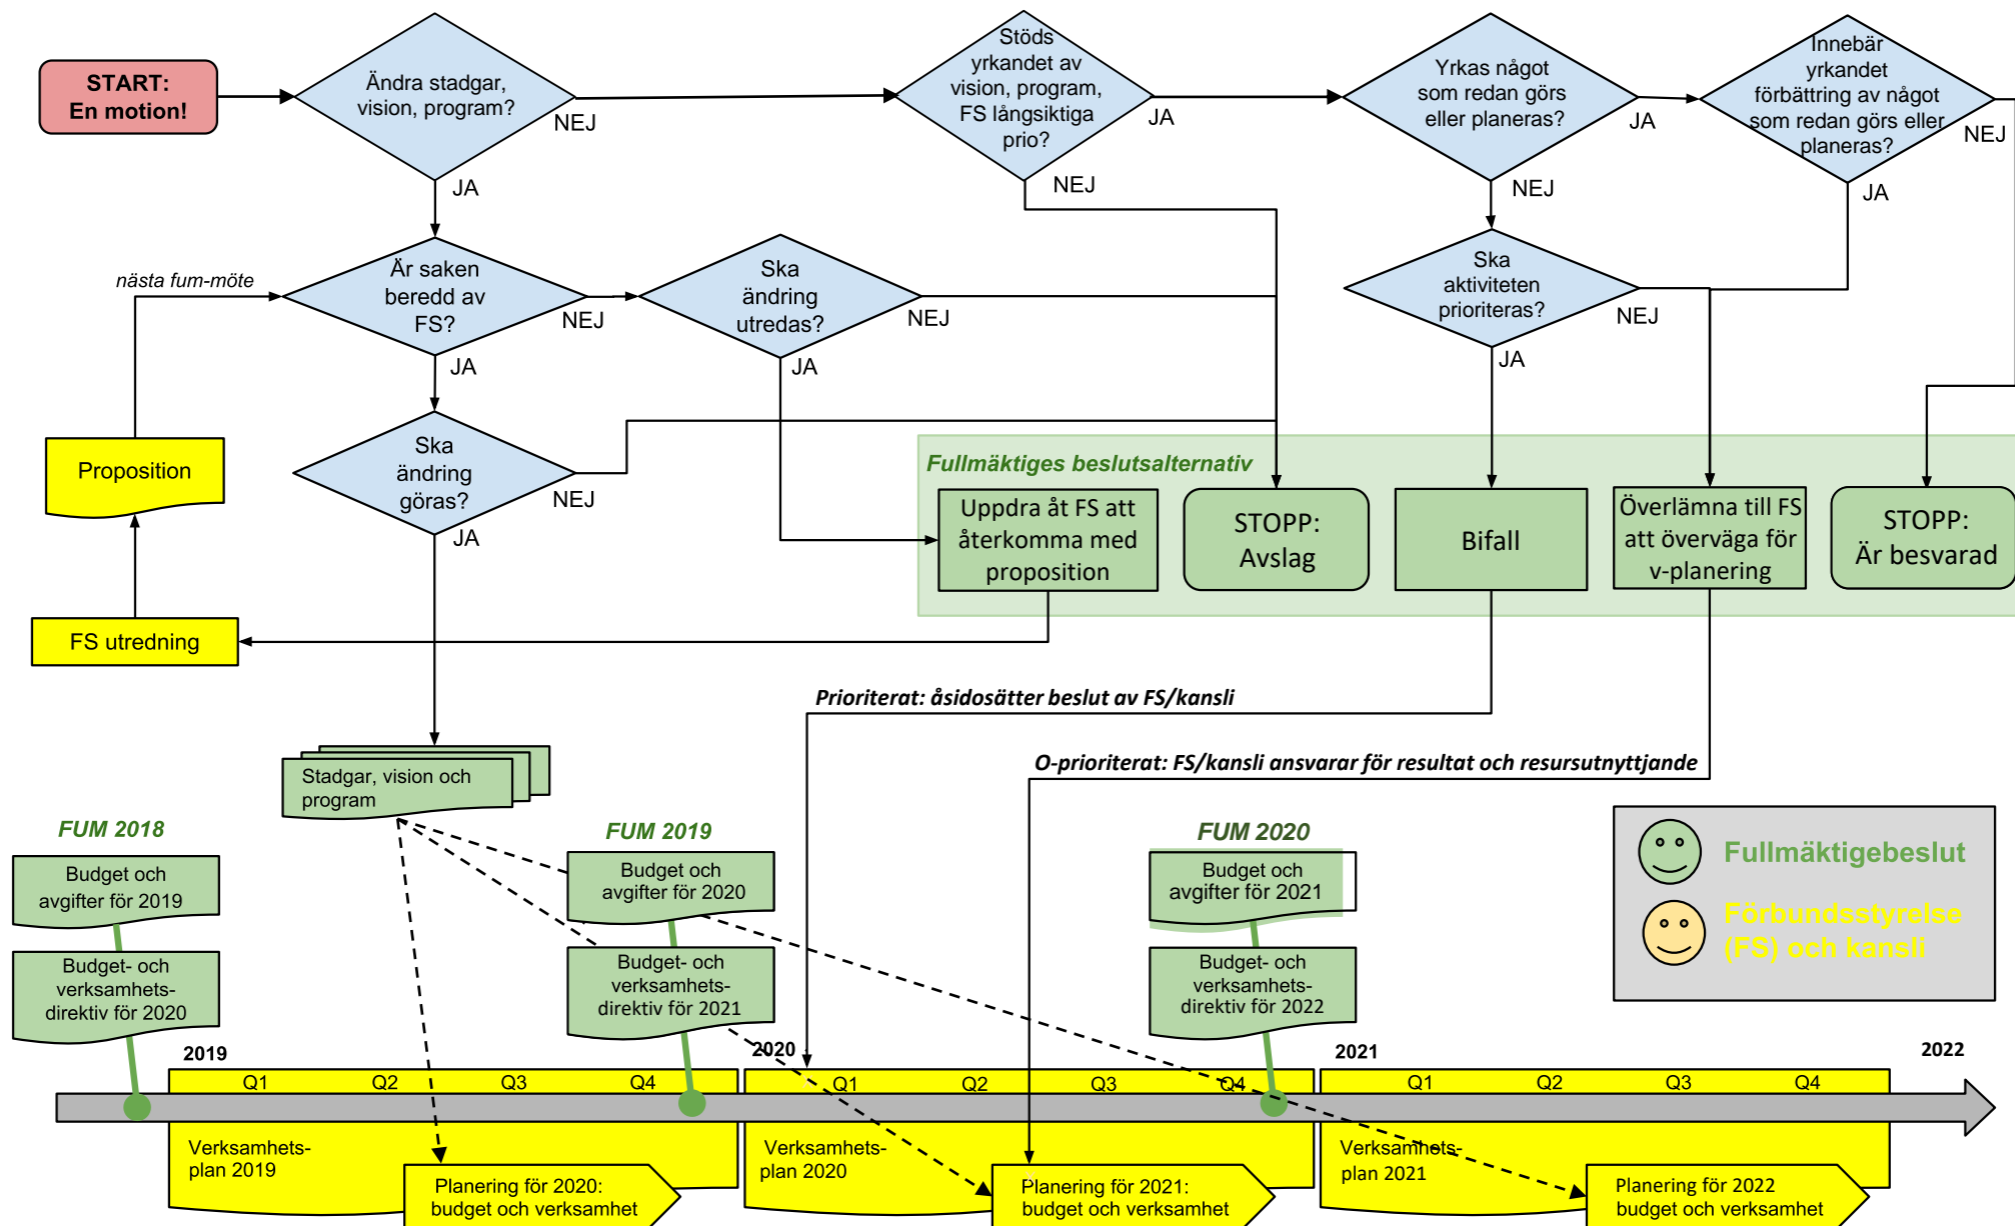 START:
En motion!
Ändra stadgar,
vision, program?
NEJ
JA
Stöds
yrkandet av
vision, program,
FS långsiktiga
prio?
JA
NEJ
Yrkas något
som redan görs
eller planeras?
JA
NEJ
Innebär
yrkandet
förbättring av något
som redan görs eller
planeras?
NEJ
JA
nästa fum-möte
Är saken
beredd av
FS?
NEJ
JA
Ska
ändring
utredas?
NEJ
JA
Ska
aktiviteten
prioriteras?
NEJ
JA
Proposition
Ska
ändring
göras?
NEJ
JA
Fullmäktiges beslutsalternativ
Uppdra åt FS att
återkomma med
proposition
STOPP:
Avslag
Bifall
Överlämna till FS
att överväga för
v-planering
STOPP:
Är besvarad
FS utredning
Prioriterat: åsidosätter beslut av FS/kansli
O-prioriterat: FS/kansli ansvarar för resultat och resursutnyttjande
Stadgar, vision och
program
FUM 2018
Budget och
avgifter för 2019
Budget- och
verksamhets-
direktiv för 2020
FUM 2019
Budget och
avgifter för 2020
Budget- och
verksamhets-
direktiv för 2021
FUM 2020
Budget och
avgifter för 2021
Budget- och
verksamhets-
direktiv för 2022
Fullmäktigebeslut
Förbundsstyrelse
(FS) och kansli
2019
2020
2021
2022
Q1
Q2
Q3
Q4
Q1
Q2
Q3
Q4
Q1
Q2
Q3
Q4
Verksamhets-
plan 2019
Planering för 2020:
budget och verksamhet
Verksamhets-
plan 2020
Planering för 2021:
budget och verksamhet
Verksamhets-
plan 2021
Planering för 2022
budget och verksamhet